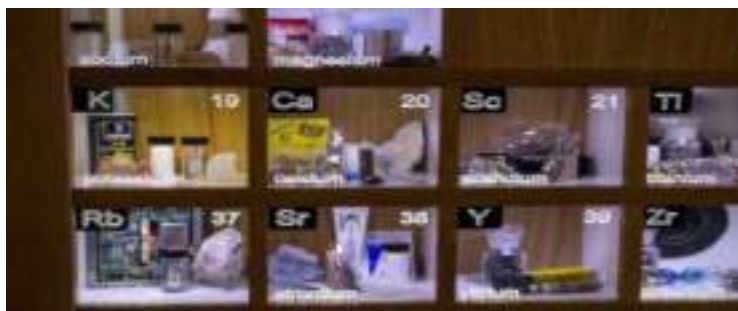 sodium
magnesium
K 19
Ca 20
Sc 21
Ti
potassium
calcium
scandium
titanium
Rb 37
Sr 38
Y 39
Zr
strontium
yttrium